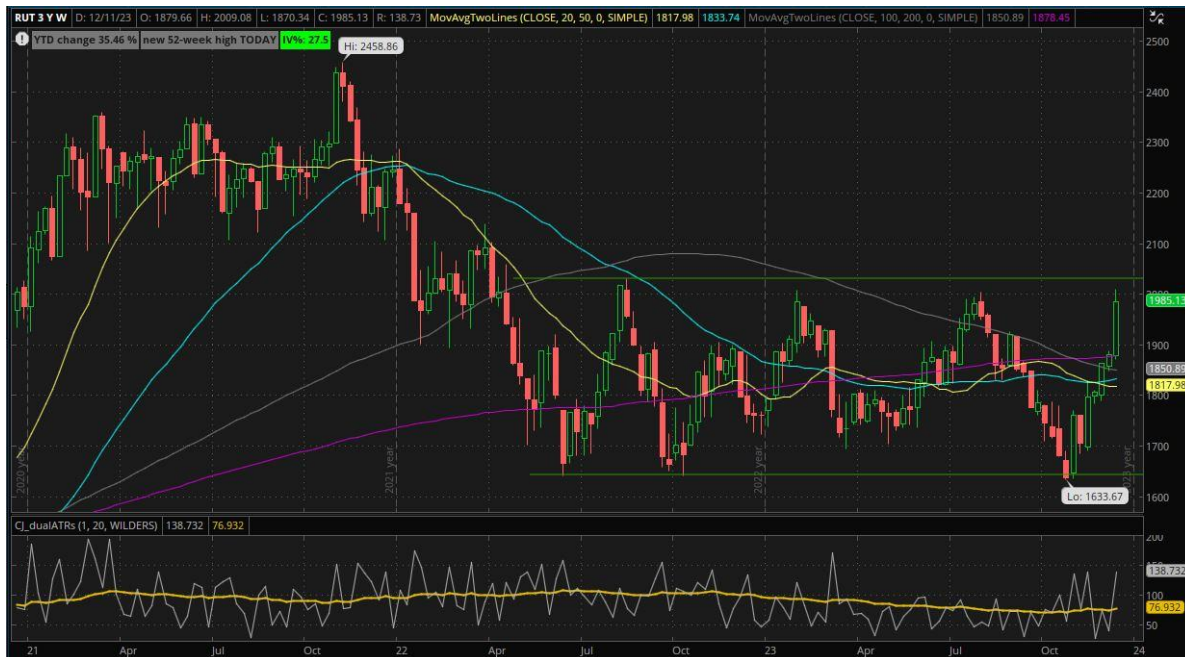 RUT 3 Y W D: 12/11/23 O: 1879.66 H: 2009.08 L: 1870.34 C: 1985.13 R: 138.73 MovAvgTwoLines (CLOSE, 20, 50, 0, SIMPLE) 1817.98 1833.74 MovAvgTwoLines (CLOSE, 100, 200, 0, SIMPLE) 1850.89 1878.45
YTD change 35.46 % new 52-week high TODAY IV%: 27.5
Hi: 2458.86
2500
2400
2300
2200
2100
2000
1985.13
1900
1850.89
1817.98
1800
1700
1600
2021 year
2022 year
Lo: 1633.67
CJ_dualATRs (1, 20, WILDERS) 138.732 76.932
200
138.732
100
76.932
50
21 Apr Jul Oct 22 Apr Jul Oct 23 Apr Jul Oct 24